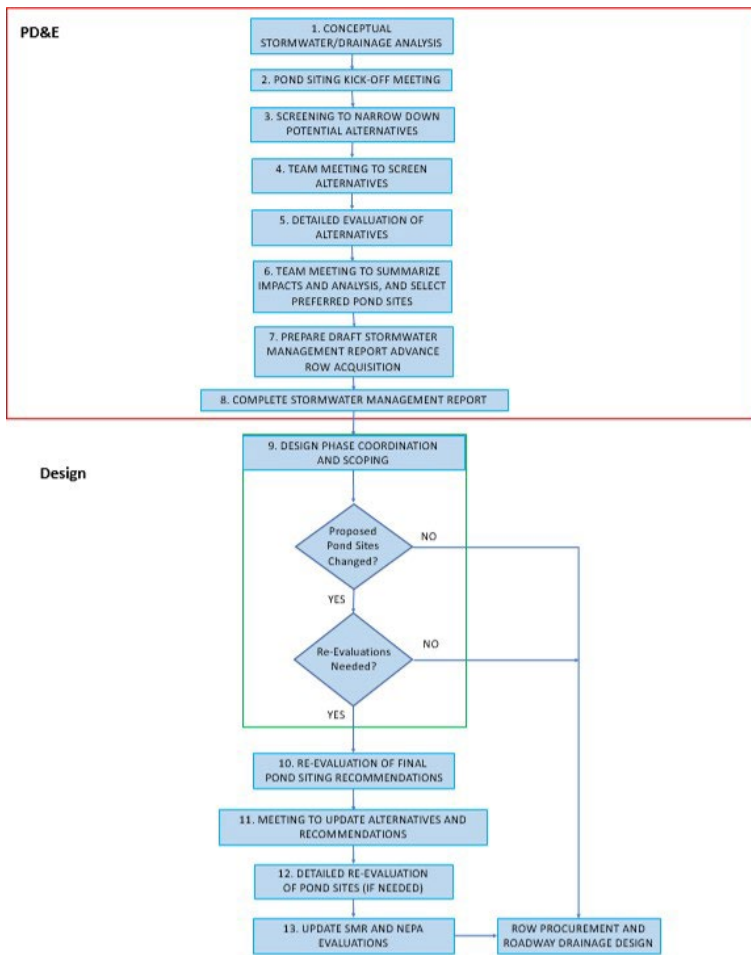 PD&E
1. CONCEPTUAL
STORMWATER/DRAINAGE ANALYSIS
2. POND SITING KICK-OFF MEETING
3. SCREENING TO NARROW DOWN
POTENTIAL ALTERNATIVES
4. TEAM MEETING TO SCREEN
ALTERNATIVES
5. DETAILED EVALUATION OF
ALTERNATIVES
6. TEAM MEETING TO SUMMARIZE
IMPACTS AND ANALYSIS, AND SELECT
PREFERRED POND SITES
7. PREPARE DRAFT STORMWATER
MANAGEMENT REPORT ADVANCE
ROW ACQUISITION
8. COMPLETE STORMWATER MANAGEMENT REPORT
Design
9. DESIGN PHASE COORDINATION
AND SCOPING
Proposed
Pond Sites
Changed?
NO
YES
Re-Evaluations
Needed?
NO
YES
10. RE-EVALUATION OF FINAL
POND SITING RECOMMENDATIONS
11. MEETING TO UPDATE ALTERNATIVES AND
RECOMMENDATIONS
12. DETAILED RE-EVALUATION
OF POND SITES (IF NEEDED)
13. UPDATE SMR AND NEPA
EVALUATIONS
ROW PROCUREMENT AND
ROADWAY DRAINAGE DESIGN